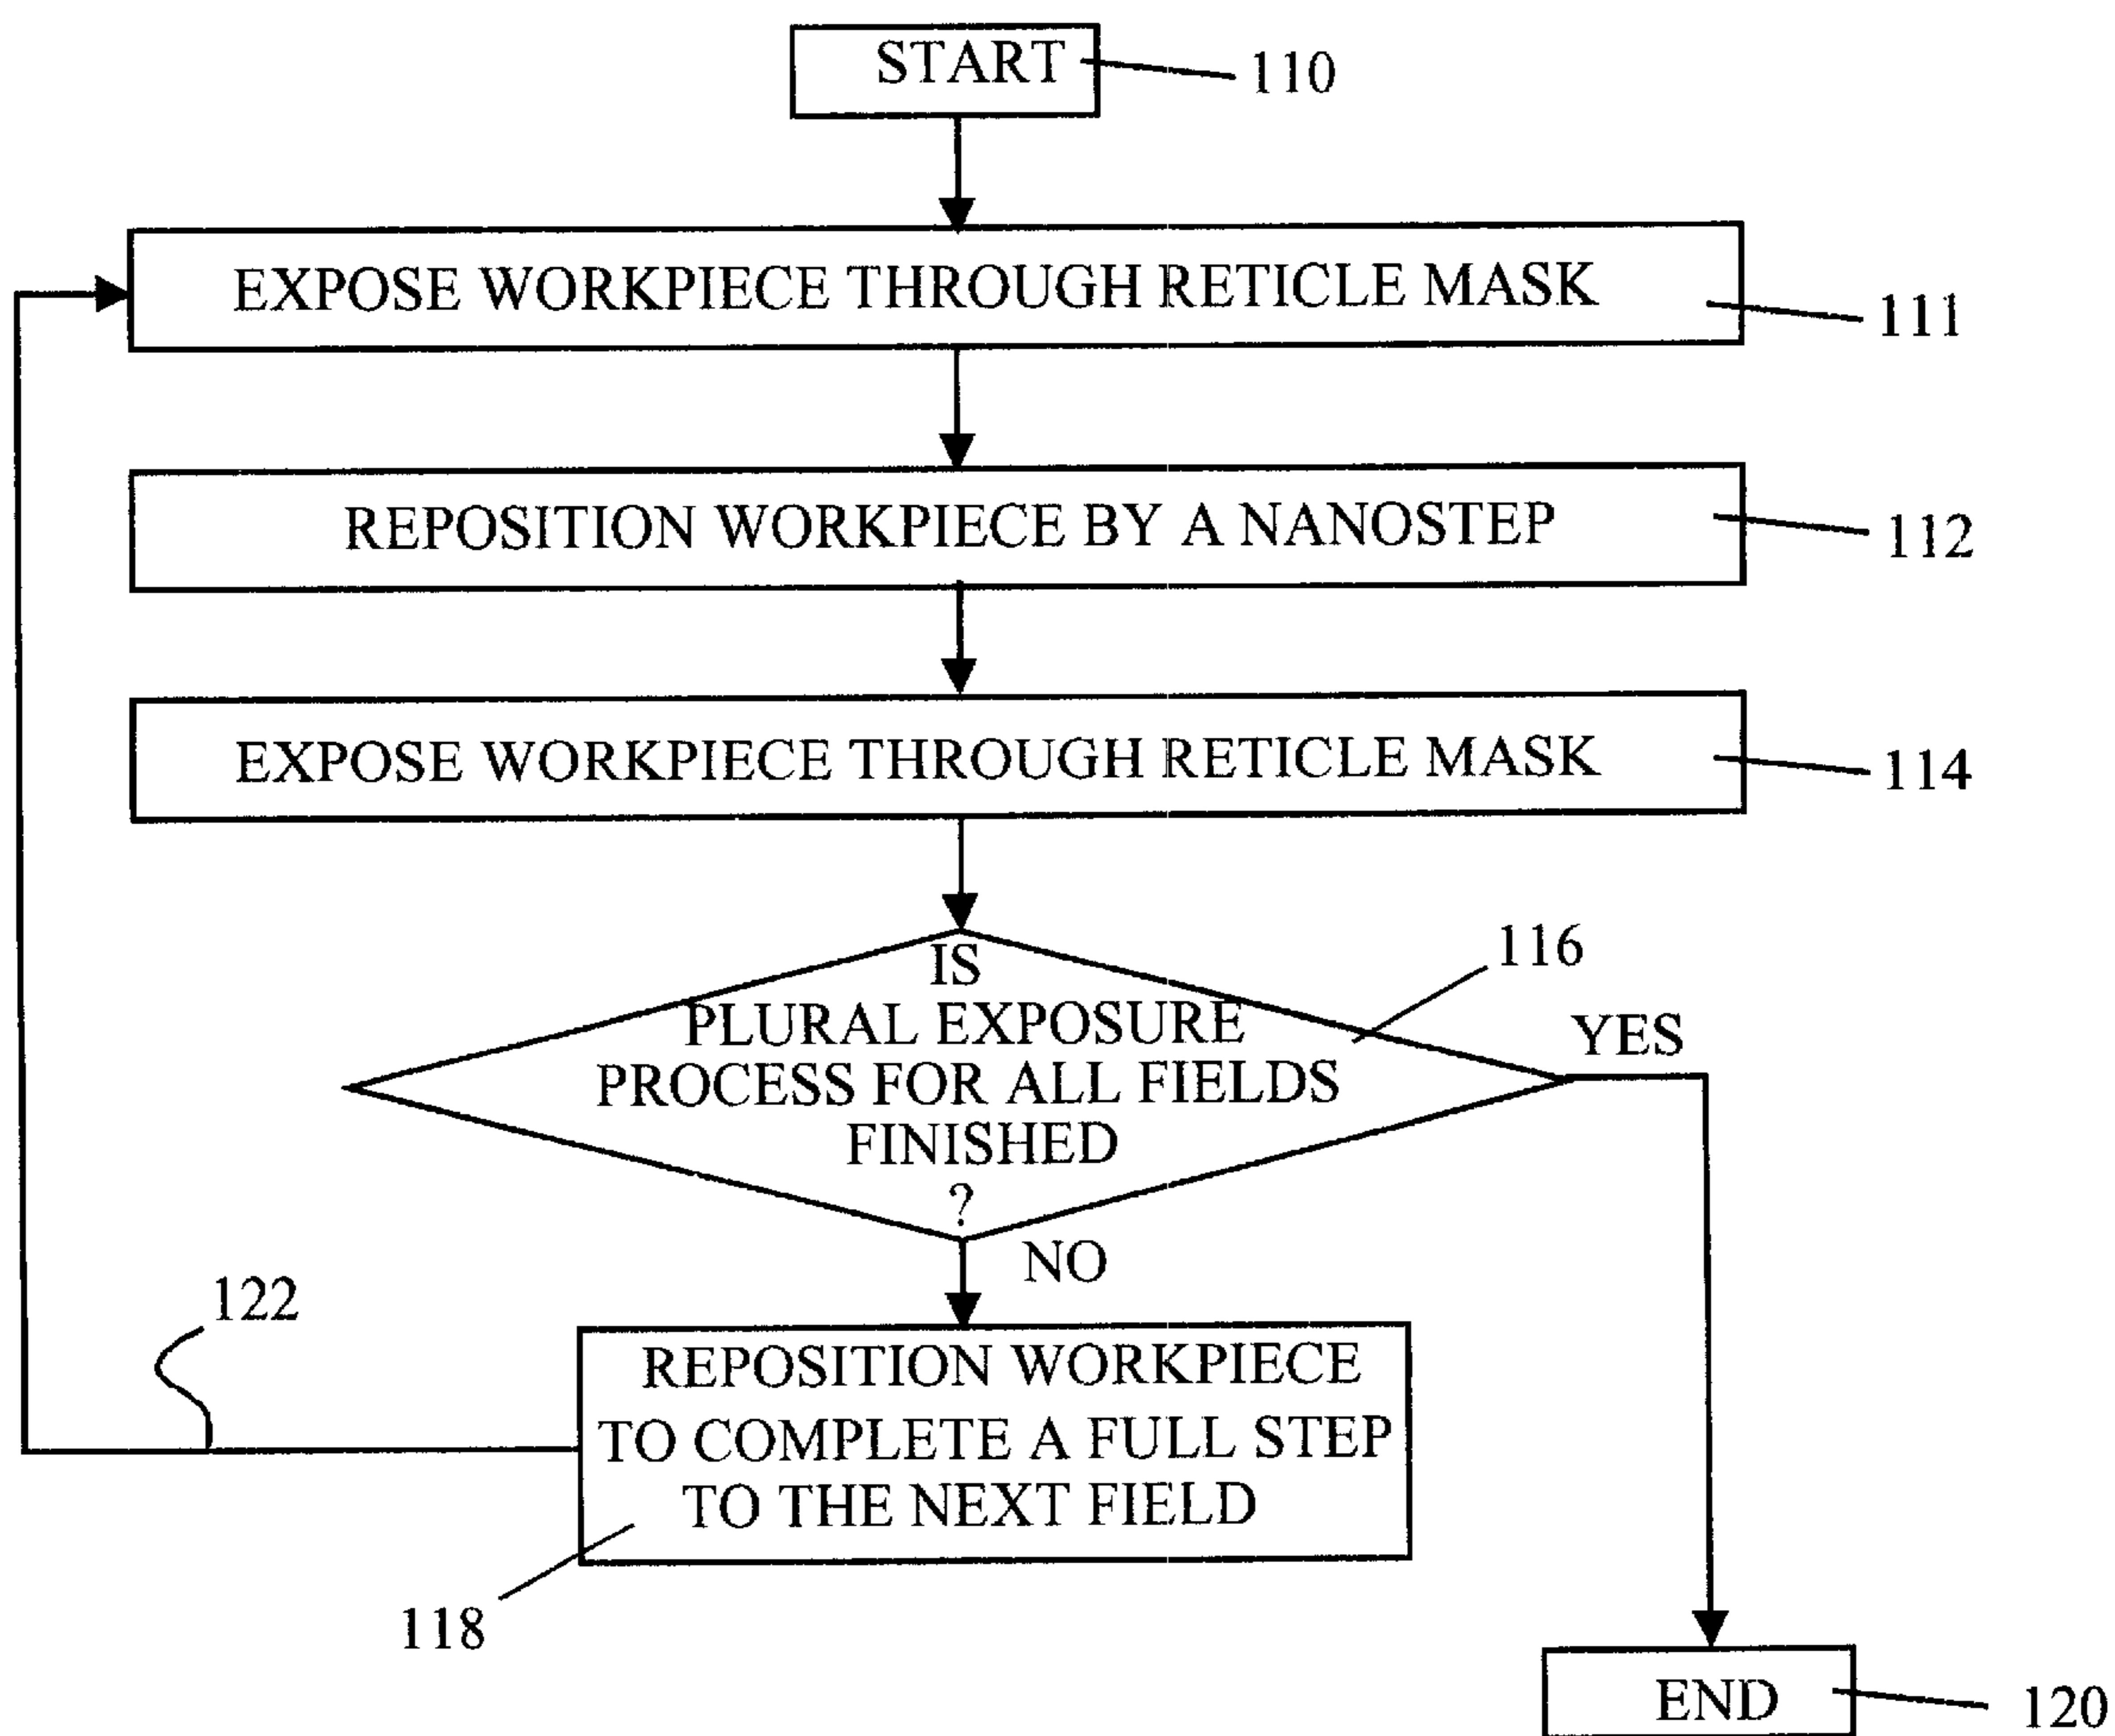 START
110
EXPOSE WORKPIECE THROUGH RETICLE MASK
111
REPOSITION WORKPIECE BY A NANOSTEP
112
EXPOSE WORKPIECE THROUGH RETICLE MASK
114
IS
PLURAL EXPOSURE
PROCESS FOR ALL FIELDS
FINISHED
?
116
YES
NO
122
REPOSITION WORKPIECE
TO COMPLETE A FULL STEP
TO THE NEXT FIELD
118
END
120